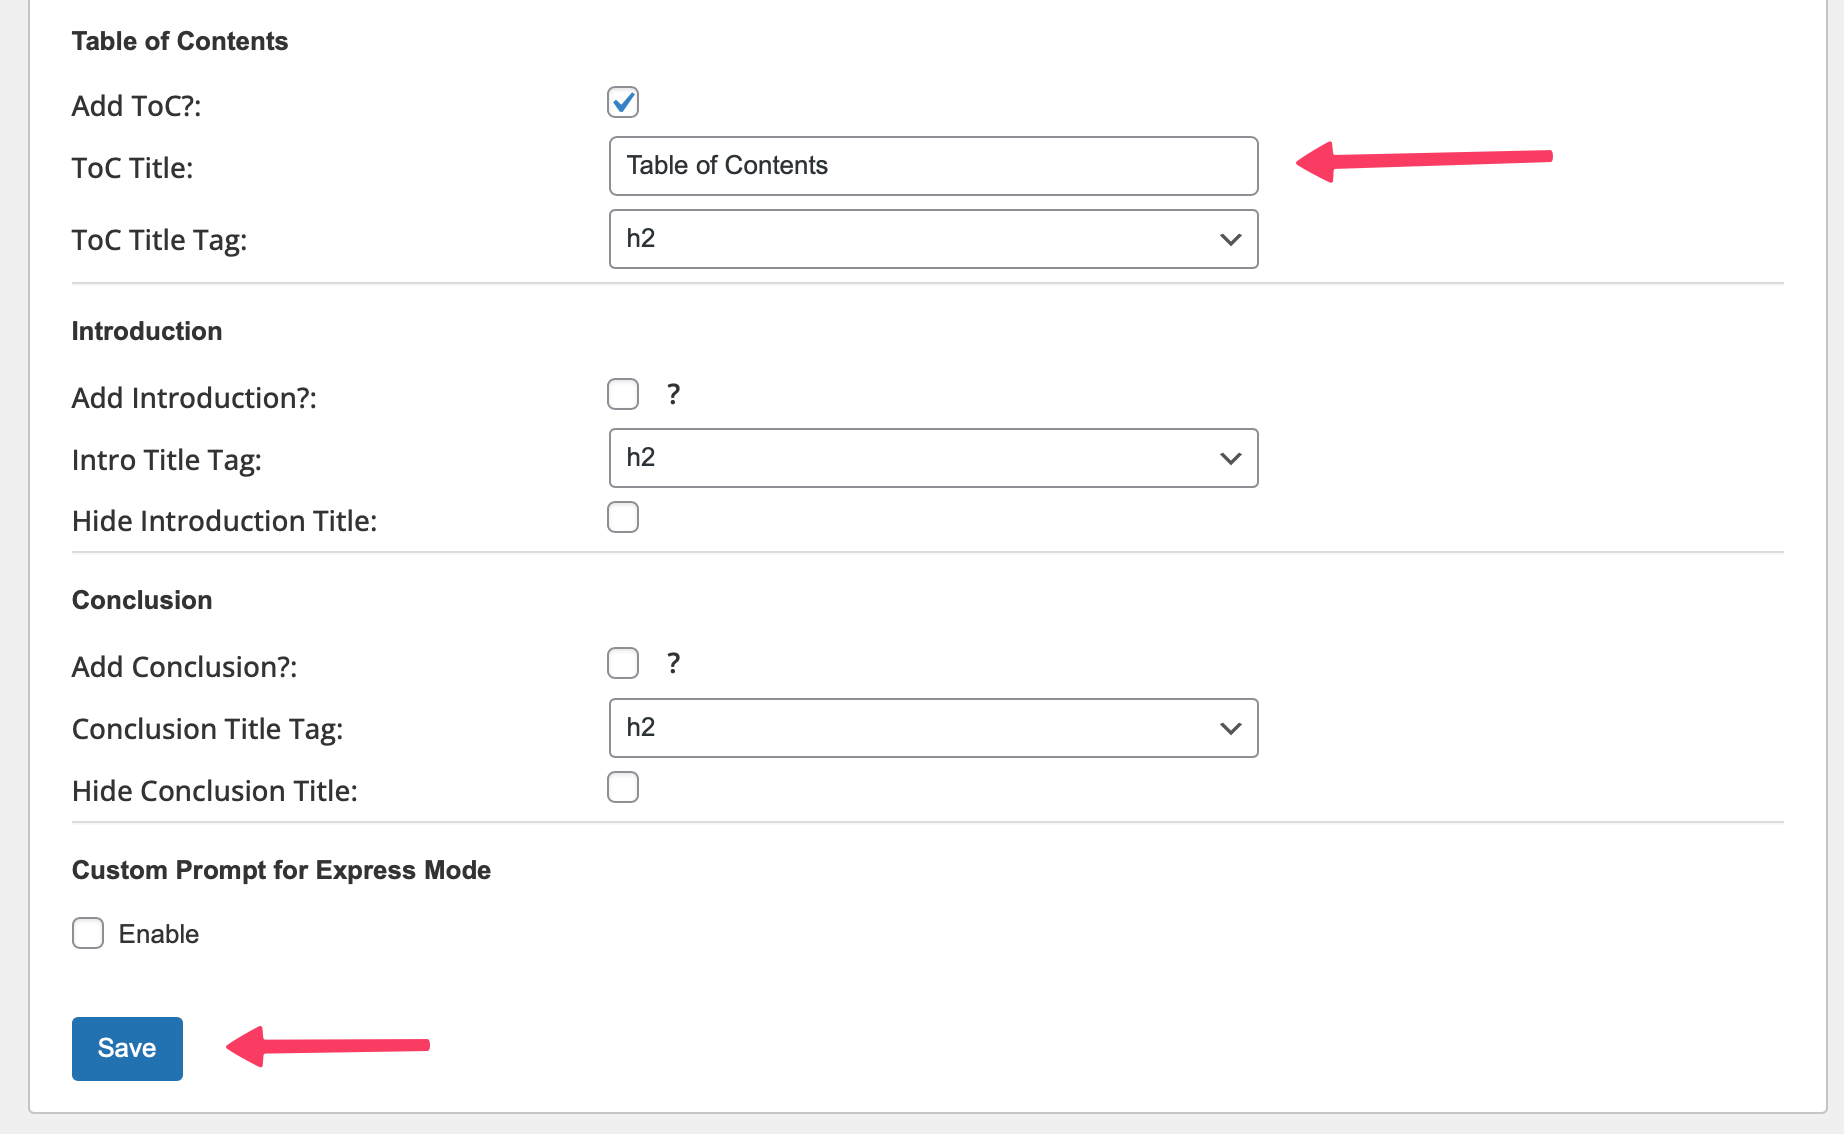 Table of Contents
Add ToC?:
ToC Title: Table of Contents
ToC Title Tag: h2
Introduction
Add Introduction?: ?
Intro Title Tag: h2
Hide Introduction Title:
Conclusion
Add Conclusion?: ?
Conclusion Title Tag: h2
Hide Conclusion Title:
Custom Prompt for Express Mode
Enable
Save